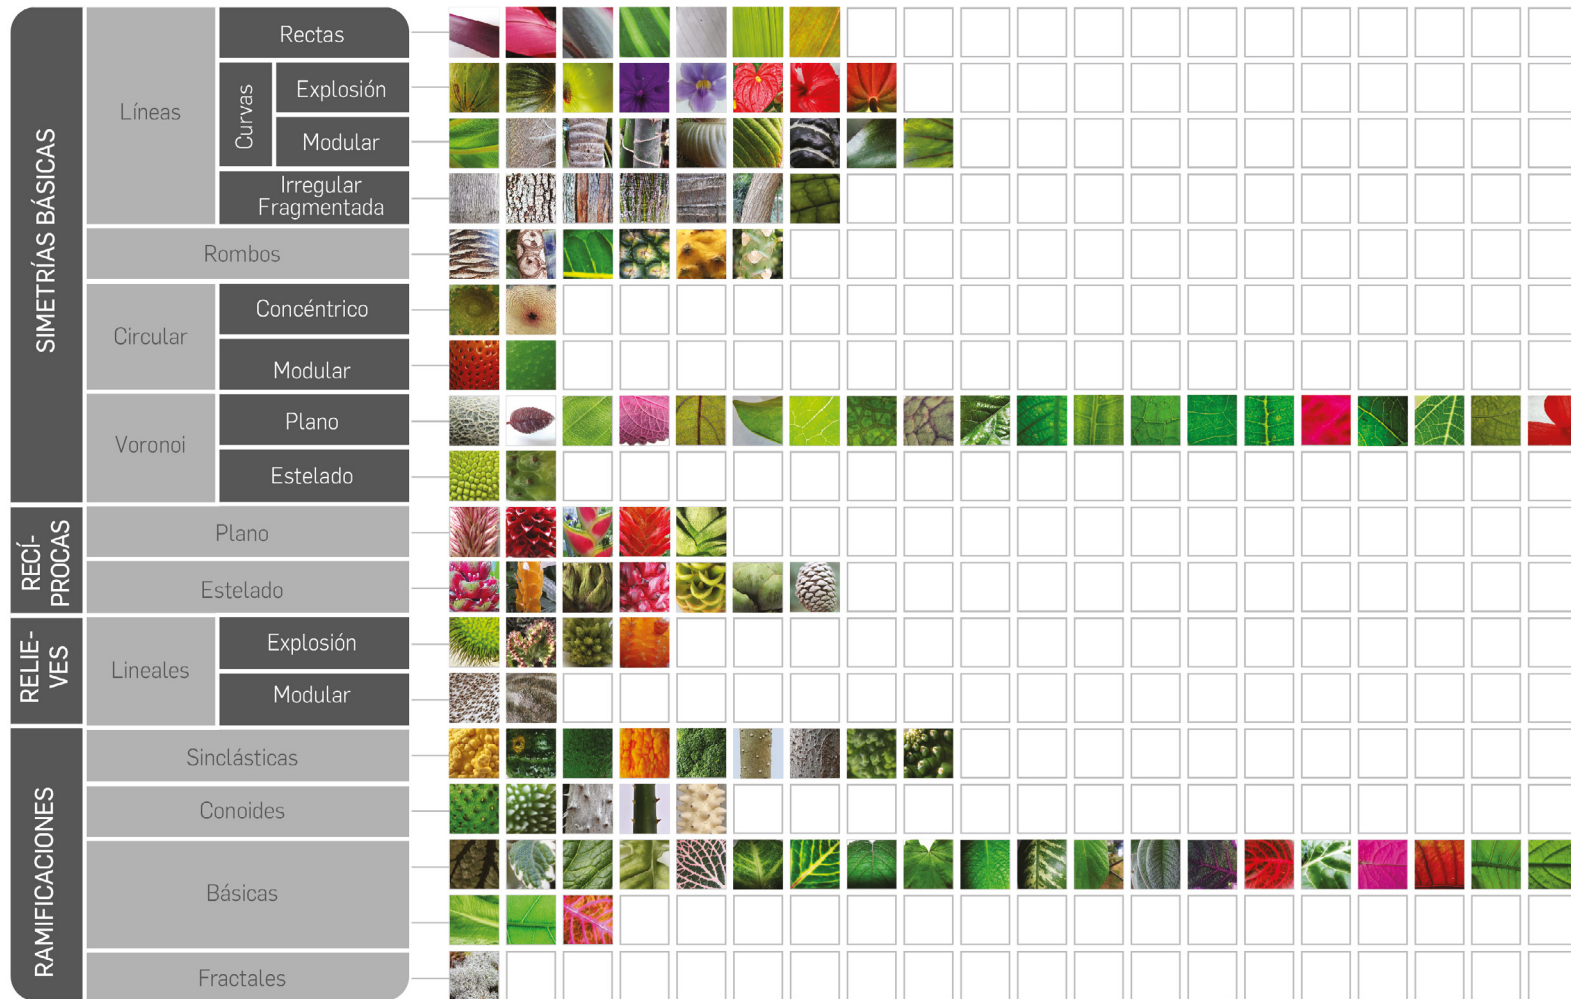 SIMETRÍAS BÁSICAS
Líneas
Rectas
Curvas
Explosión
Modular
Irregular
Fragmentada
Rombos
Circular
Concéntrico
Modular
Voronoi
Plano
Estelado
RECÍ-
PROCAS
Plano
Estelado
RELIE-
VES
Lineales
Explosión
Modular
RAMIFICACIONES
Sinclásticas
Conoides
Básicas
Fractales